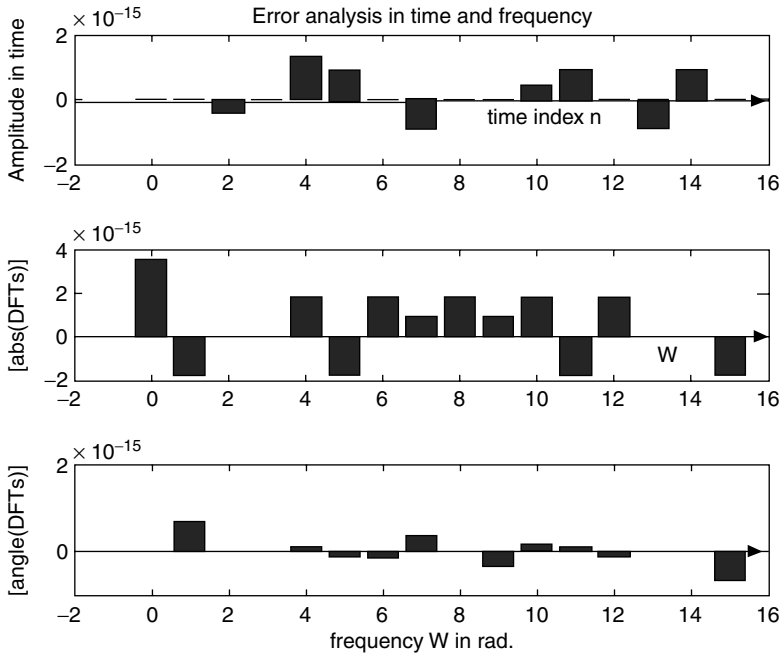 Error analysis in time and frequency
× 10⁻¹⁵
Amplitude in time
2
0
−2
time index n
−2 0 2 4 6 8 10 12 14 16
× 10⁻¹⁵
[abs(DFTs)]
4
2
0
−2
W
−2 0 2 4 6 8 10 12 14 16
× 10⁻¹⁵
[angle(DFTs)]
2
0
−2 0 2 4 6 8 10 12 14 16
frequency W in rad.